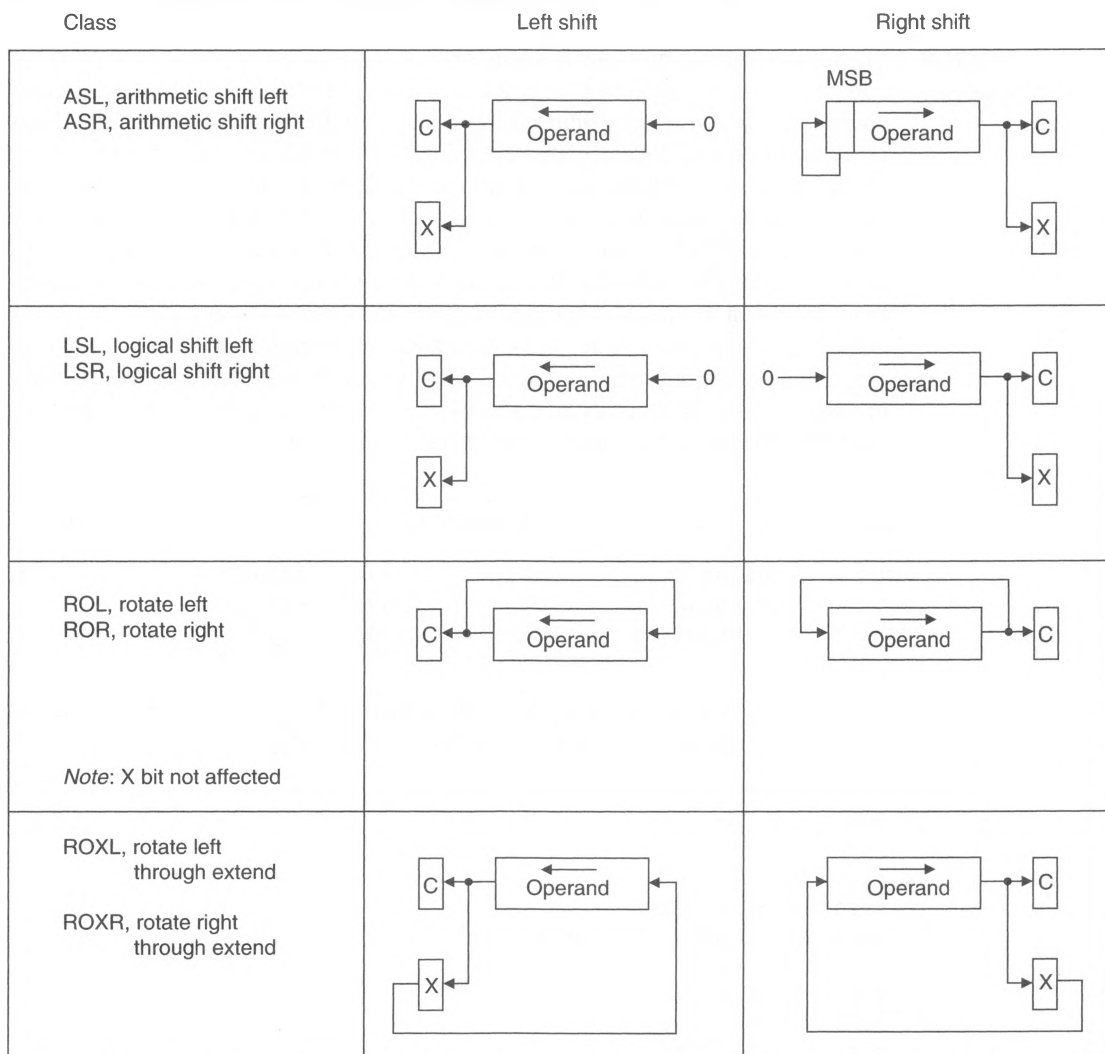 Class Left shift Right shift
ASL, arithmetic shift left
ASR, arithmetic shift right
C
Operand
0
X
MSB
Operand
C
X
LSL, logical shift left
LSR, logical shift right
C
Operand
0
X
0
Operand
C
X
ROL, rotate left
ROR, rotate right
Note: X bit not affected
C
Operand
Operand
C
ROXL, rotate left
through extend
ROXR, rotate right
through extend
C
Operand
X
Operand
C
X